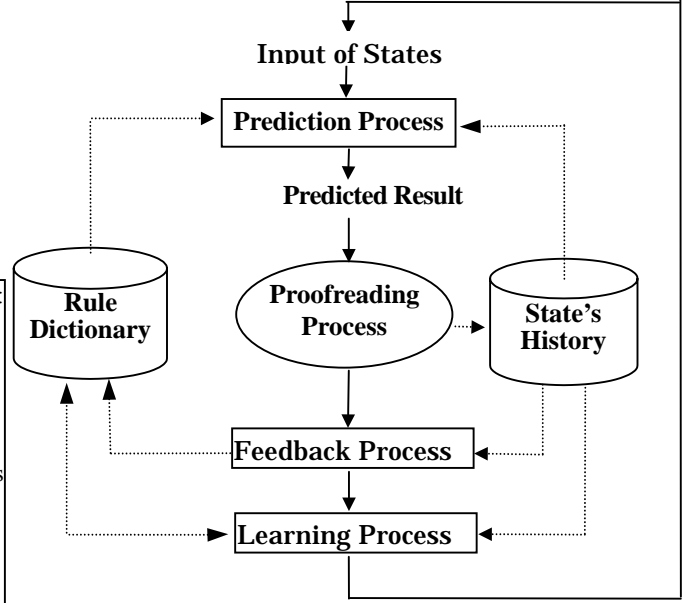 Input of States
Prediction Process
Predicted Result
Rule
Dictionary
Proofreading
Process
State's
History
Feedback Process
Learning Process